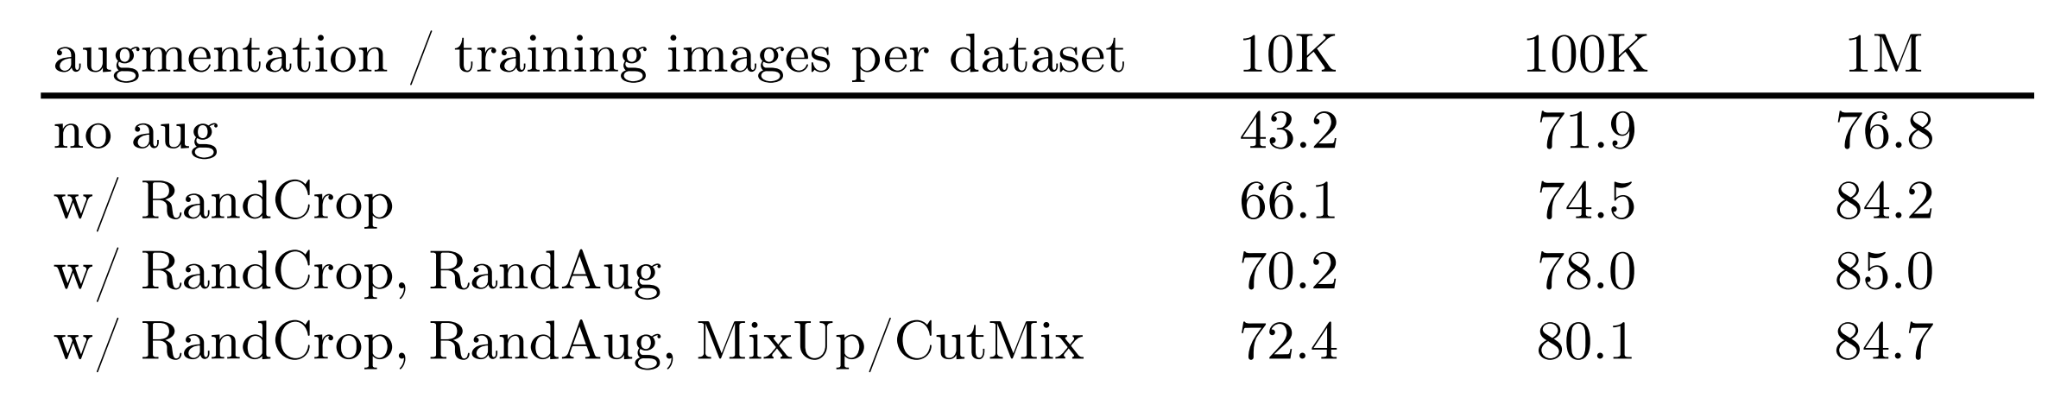 augmentation / training images per dataset 10K 100K 1M
no aug 43.2 71.9 76.8
w/ RandCrop 66.1 74.5 84.2
w/ RandCrop, RandAug 70.2 78.0 85.0
w/ RandCrop, RandAug, MixUp/CutMix 72.4 80.1 84.7